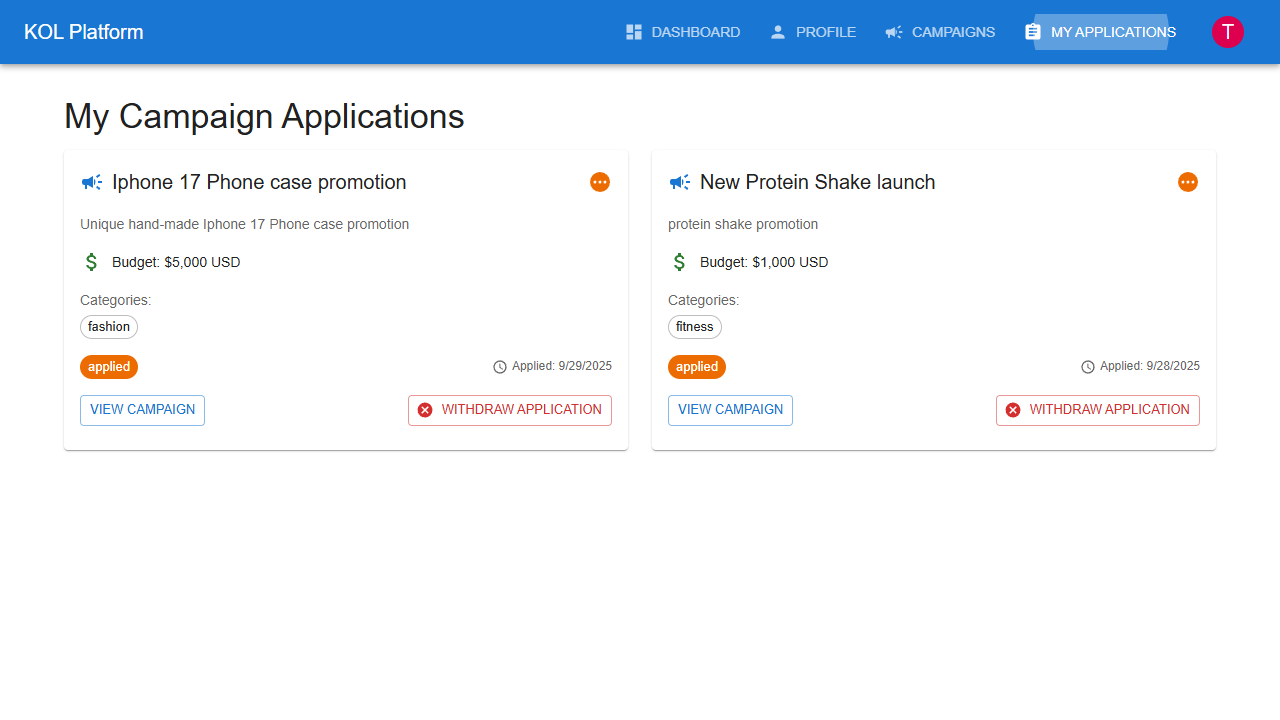 KOL Platform
DASHBOARD
PROFILE
CAMPAIGNS
MY APPLICATIONS
T
My Campaign Applications
Iphone 17 Phone case promotion
Unique hand-made Iphone 17 Phone case promotion
$ Budget: $5,000 USD
Categories:
fashion
applied
Applied: 9/29/2025
VIEW CAMPAIGN
WITHDRAW APPLICATION
New Protein Shake launch
protein shake promotion
$ Budget: $1,000 USD
Categories:
fitness
applied
Applied: 9/28/2025
VIEW CAMPAIGN
WITHDRAW APPLICATION